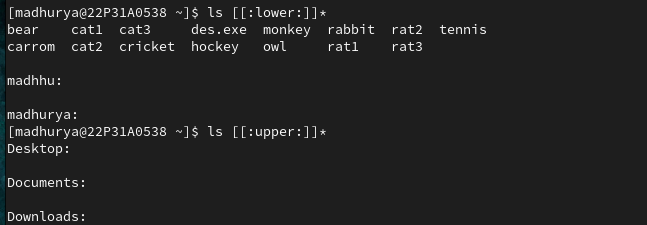 [madhurya@22P31A0538 ~]$ ls [[:lower:]]*
bear    cat1  cat3     des.exe  monkey  rabbit  rat2  tennis
carrom  cat2  cricket  hockey   owl     rat1    rat3
madhhu:
madhurya:
[madhurya@22P31A0538 ~]$ ls [[:upper:]]*
Desktop:
Documents:
Downloads: